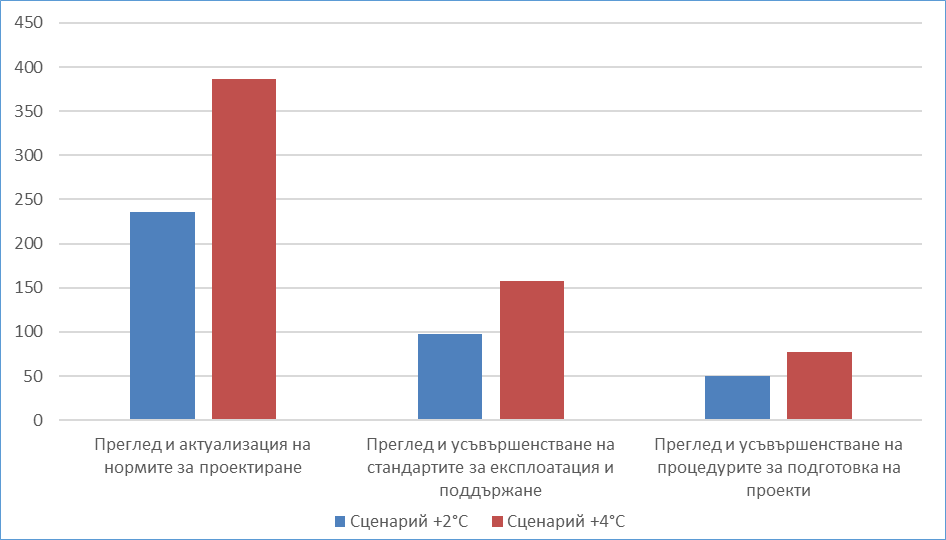 450
400
350
300
250
200
150
100
50
0
Преглед и актуализация на
нормите за проектиране
Преглед и усъвършенстване на
стандартите за експлоатация и
поддържане
Преглед и усъвършенстване на
процедурите за подготовка на
проекти
Сценарий +2°C
Сценарий +4°C